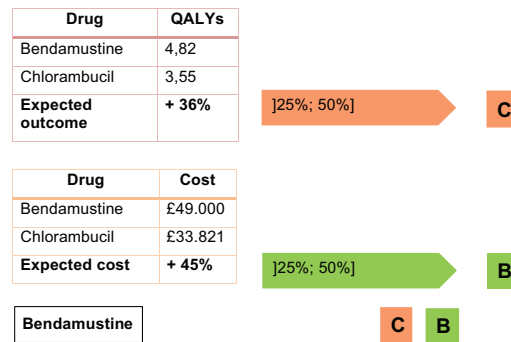 Drug QALYs
Bendamustine 4,82
Chlorambucil 3,55
Expected + 36%
outcome
]25%; 50%] C
Drug Cost
Bendamustine £49.000
Chlorambucil £33.821
Expected cost + 45%
]25%; 50%] B
Bendamustine C B